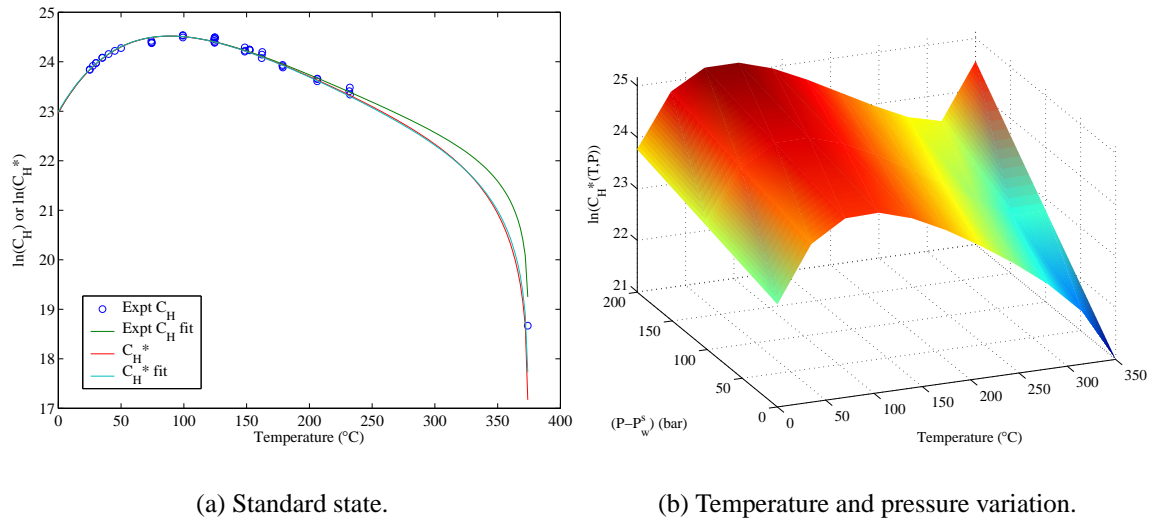 25
24
23
22
21
20
19
18
17
0 50 100 150 200 250 300 350 400
ln(C_H) or ln(C_H*)
Temperature (°C)
Expt C_H
Expt C_H fit
C_H*
C_H* fit
(a) Standard state.
25
24
23
22
21
ln(C_H*(T,P))
200
150
100
50
0
(P−P_w^s) (bar)
0
50
100
150
200
250
300
350
Temperature (°C)
(b) Temperature and pressure variation.